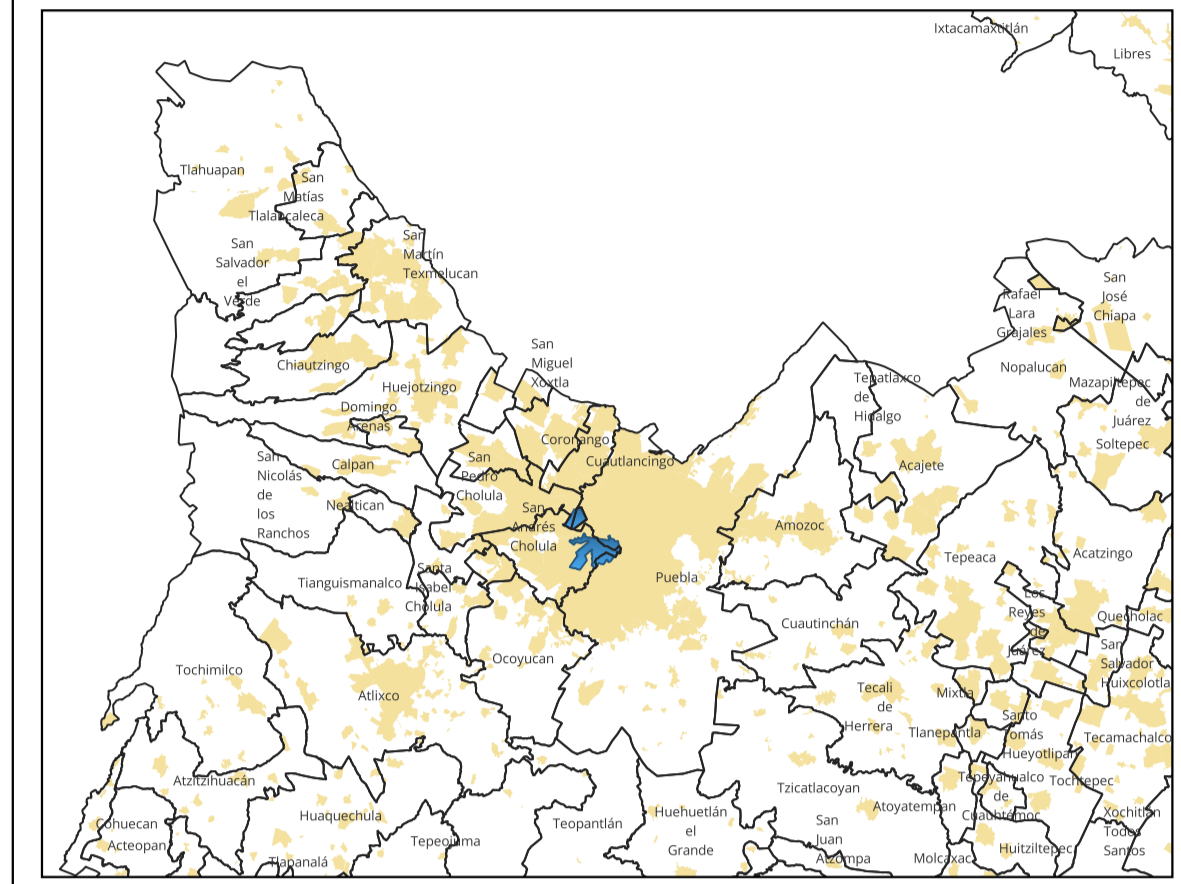 Ixtacamaxtitlán
Libres
Tlahuapan
San
Matías
Tlalancaleca
San
Salvador
el
Verde
San
Martín
Texmelucan
San
José
Chiapa
Rafael
Lara
Grajales
Nopalucan
Mazapiltepec
de
Juárez
Soltepec
San
Miguel
Xoxtla
Chiautzingo
Huejotzingo
Domingo
Arenas
Tepatlaxco
de
Hidalgo
Coronango
Cuautlancingo
San
Pedro
Cholula
Calpan
San
Nicolás
de
los
Ranchos
Nealtican
San
Andrés
Cholula
Acajete
Amozoc
Tepeaca
Acatzingo
Puebla
Santa
Isabel
Cholula
Tianguismanalco
Los
Reyes
de
Juárez
Quecholac
Cuautinchán
San
Salvador
Huixcolotla
Ocoyucan
Tochimilco
Atlixco
Tecali
de
Herrera
Mixtla
Tlanepantla
Santo
Tomás
Hueyotlipan
Tecamachalco
Atzitzihuacán
Tzicatlacoyan
Tepeyahualco
de
Cuauhtémoc
Tochtepec
Huaquechula
Cohuecan
Acteopan
Tepeojuma
Teopantlán
Huehuetlán
el
Grande
Atoyatempan
San
Juan
Atzompa
Xochitlán
Todos
Santos
Huitziltepec
Molcaxac
Tlapanalá